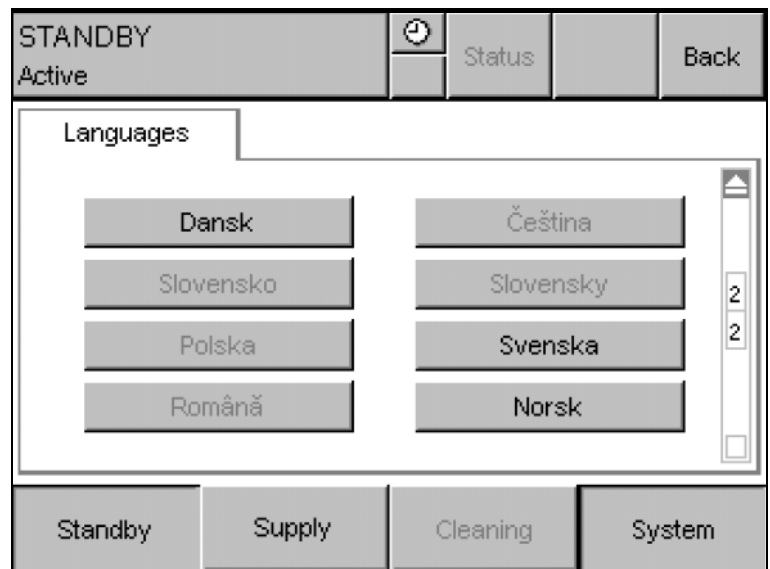 STANDBY
Active
Status
Back
Languages
Dansk
Čeština
Slovensko
Slovensky
Polska
Svenska
Română
Norsk
2
2
Standby
Supply
Cleaning
System